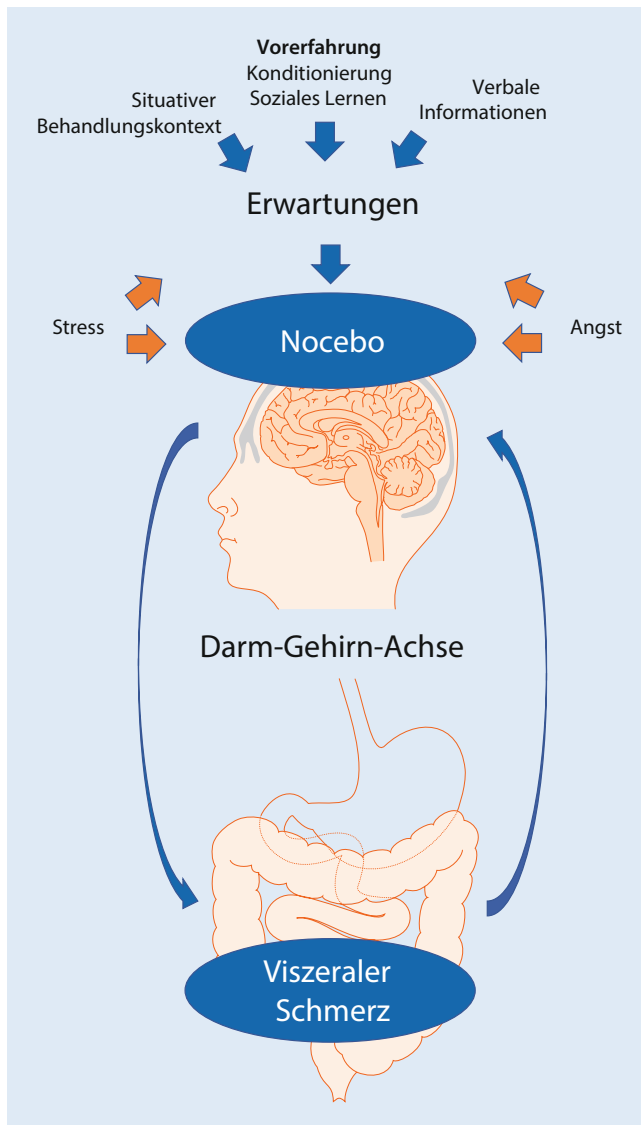 Vorerfahrung
Konditionierung
Soziales Lernen
Situativer
Behandlungskontext
Verbale
Informationen
Erwartungen
Stress
Nocebo
Angst
Darm-Gehirn-Achse
Viszeraler
Schmerz